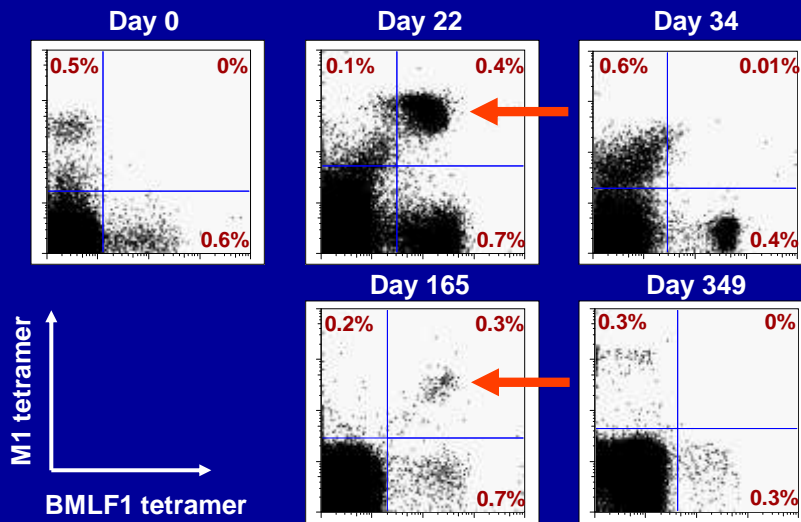 Day 0
Day 22
Day 34
0.5%
0%
0.6%
0.1%
0.4%
0.7%
0.6%
0.01%
0.4%
Day 165
Day 349
0.2%
0.3%
0.7%
0.3%
0%
0.3%
M1 tetramer
BMLF1 tetramer